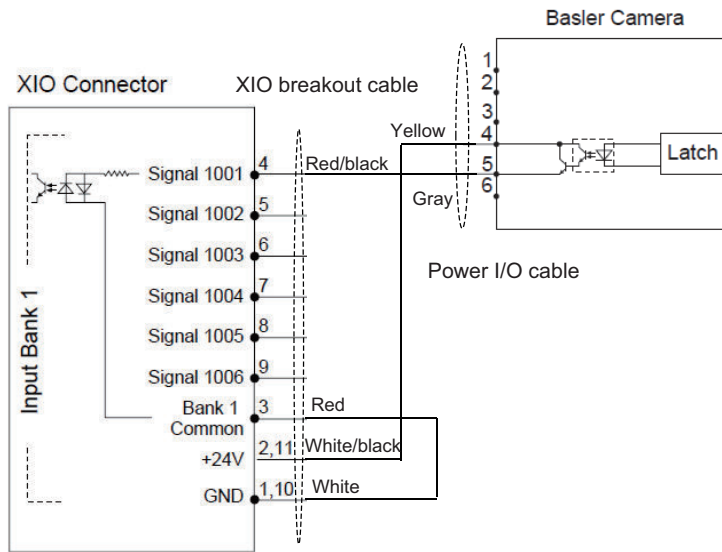 Basler Camera
XIO Connector
XIO breakout cable
1
2
3
Yellow
4
Signal 1001
4
Red/black
5
Latch
Gray
6
Signal 1002
5
Signal 1003
6
Power I/O cable
Signal 1004
7
Signal 1005
8
Signal 1006
9
Input Bank 1
Bank 1
Common
3
Red
+24V
2,11
White/black
GND
1,10
White